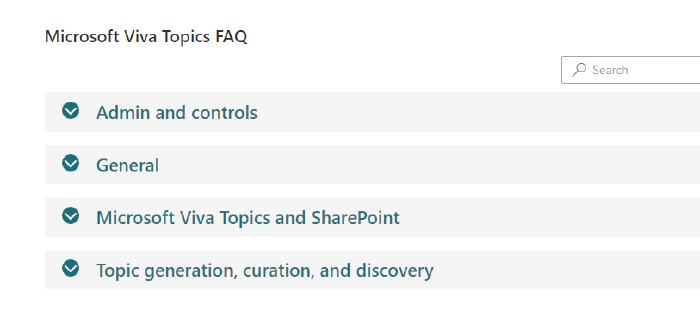 Microsoft Viva Topics FAQ
Search
Admin and controls
General
Microsoft Viva Topics and SharePoint
Topic generation, curation, and discovery